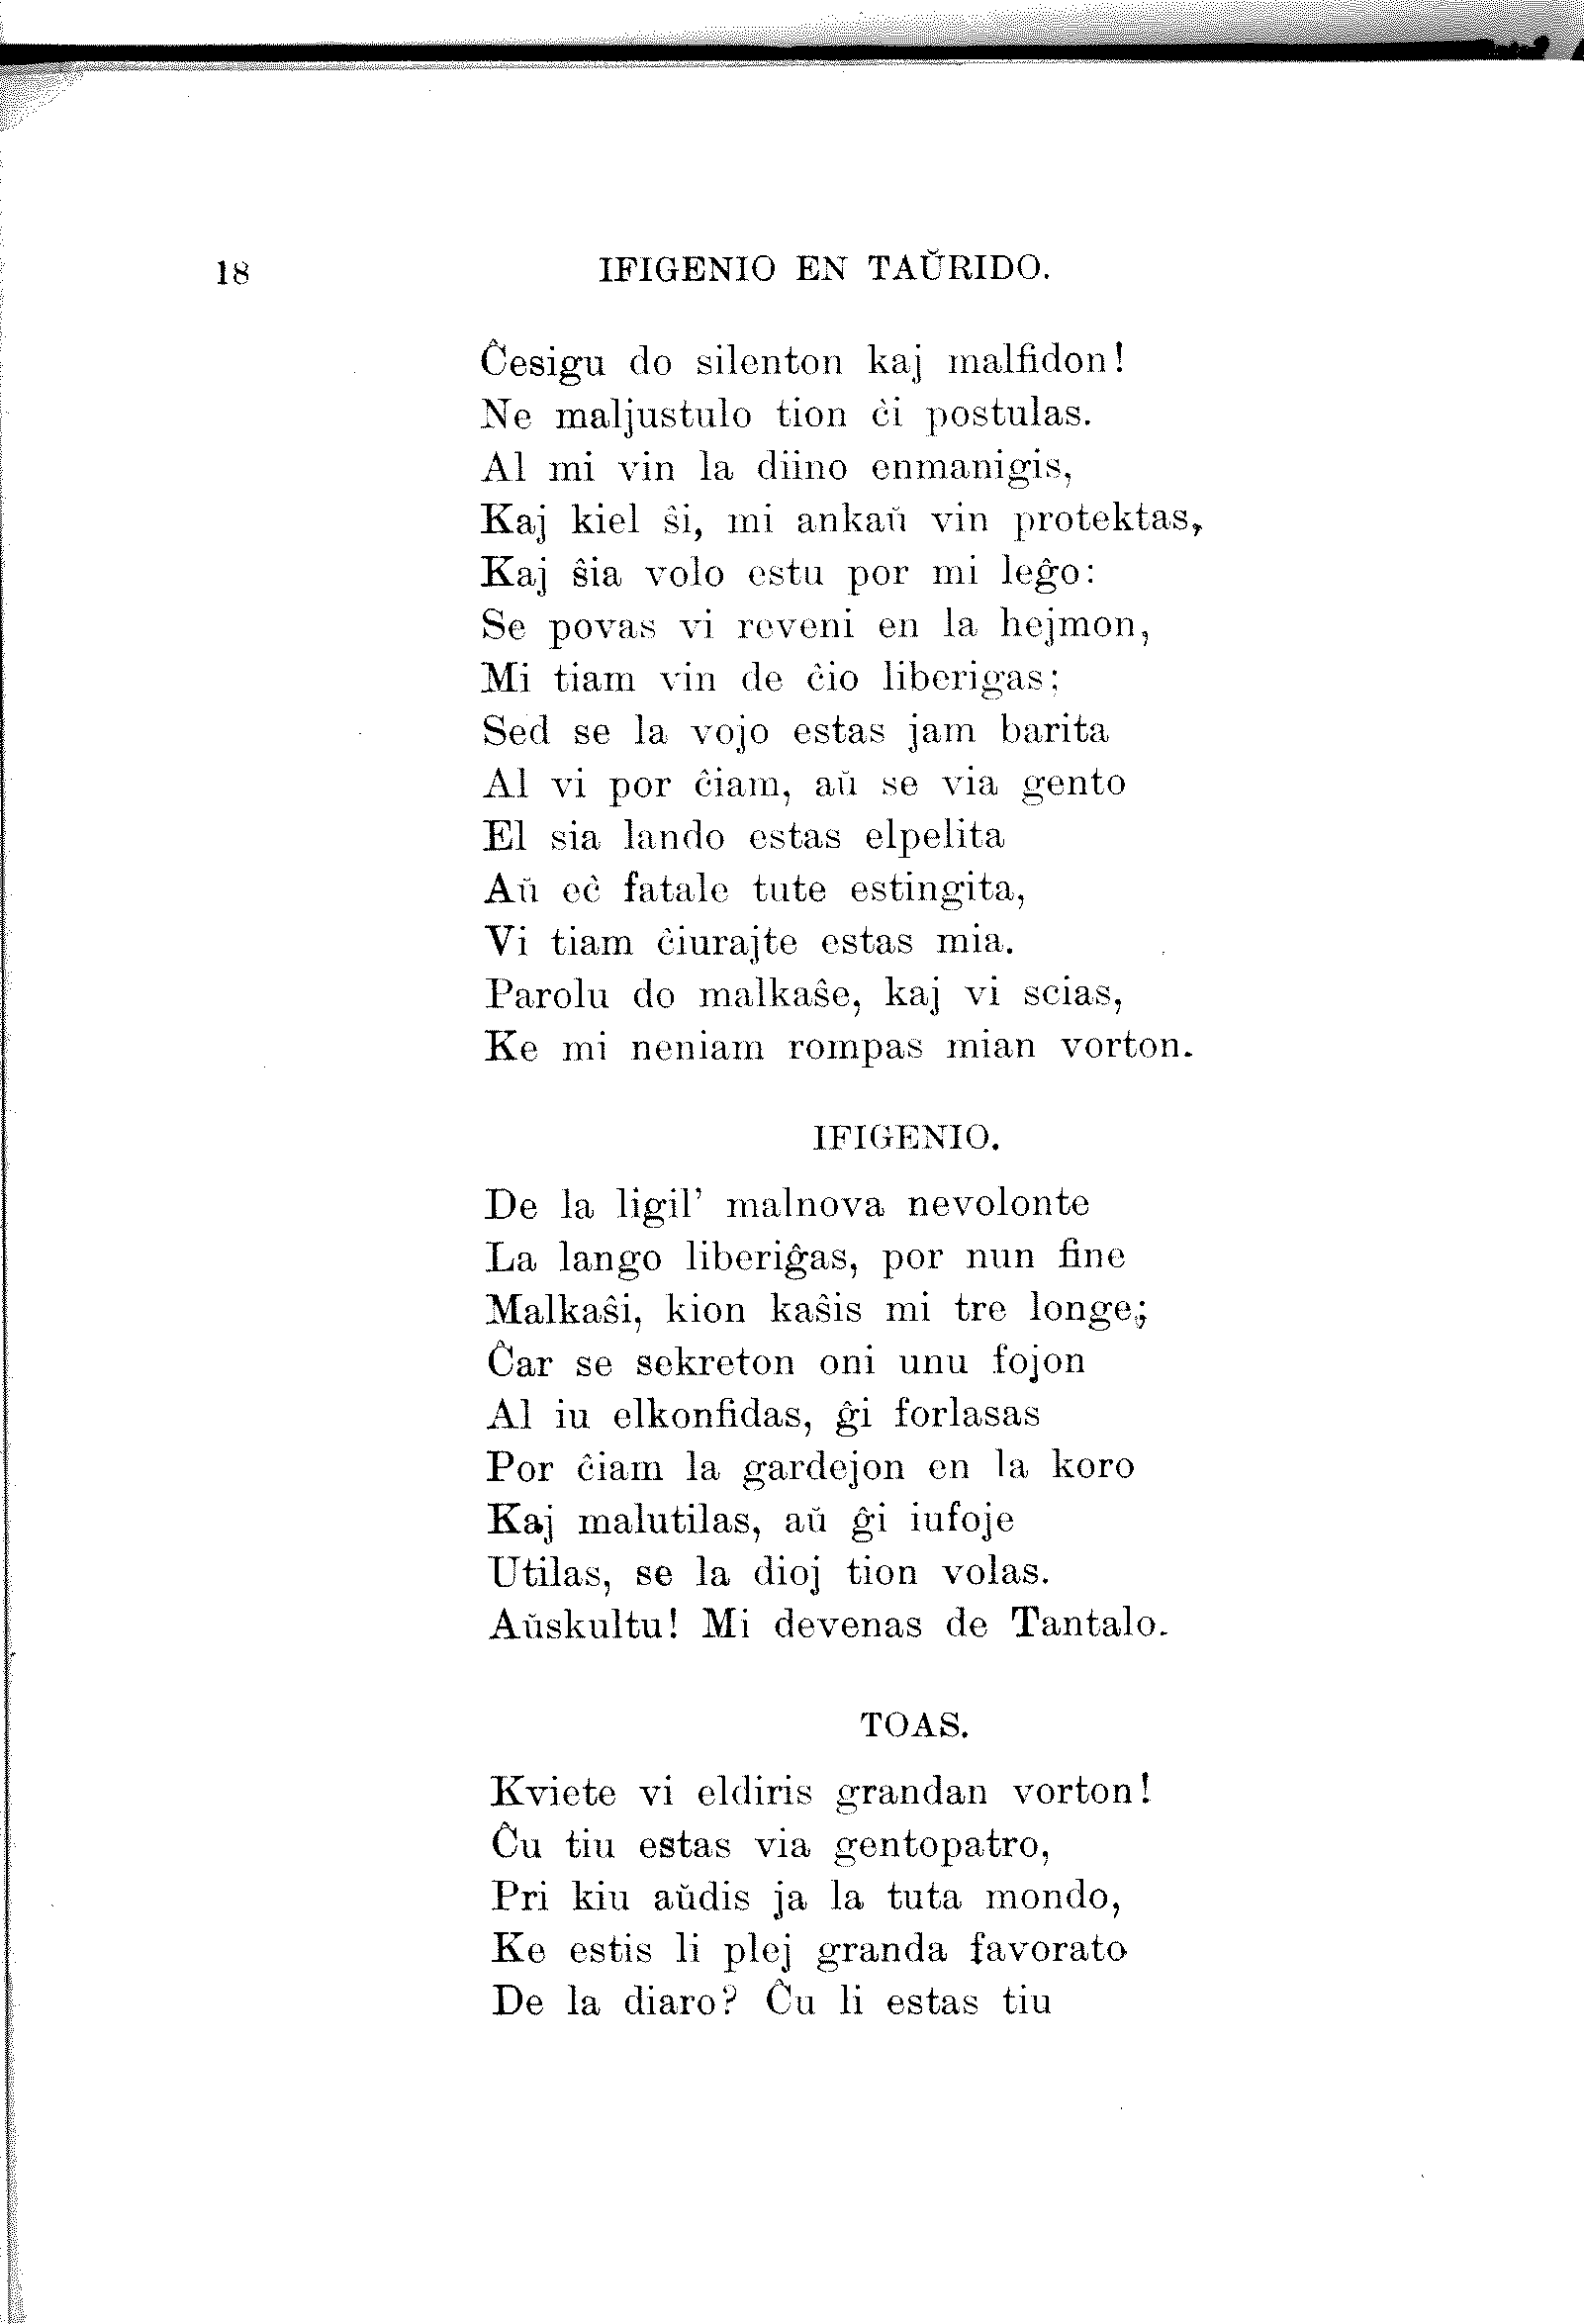 18 IFIGENIO EN TAŬRIDO.
Ĉesigu do silenton kaj malfidon!
Ne maljustulo tion ĉi postulas.
Al mi vin la diino enmanigis,
Kaj kiel ŝi, mi ankaŭ vin protektas,
Kaj ŝia volo estu por mi leĝo:
Se povas vi reveni en la hejmon,
Mi tiam vin de ĉio liberigas;
Sed se la vojo estas jam barita
Al vi por ĉiam, aŭ se via gento
El sia lando estas elpelita
Aŭ eĉ fatale tute estingita,
Vi tiam ĉiurajte estas mia.
Parolu do malkaŝe, kaj vi scias,
Ke mi neniam rompas mian vorton.
IFIGENIO.
De la ligil’ malnova nevolonte
La lango liberiĝas, por nun fine
Malkaŝi, kion kaŝis mi tre longe;
Ĉar se sekreton oni unu fojon
Al iu elkonfidas, ĝi forlasas
Por ĉiam la gardejon en la koro
Kaj malutilas, aŭ ĝi iufoje
Utilas, se la dioj tion volas.
Aŭskultu! Mi devenas de Tantalo.
TOAS.
Kviete vi eldiris grandan vorton!
Ĉu tiu estas via gentopatro,
Pri kiu aŭdis ja la tuta mondo,
Ke estis li plej granda favorato
De la diaro? Ĉu li estas tiu